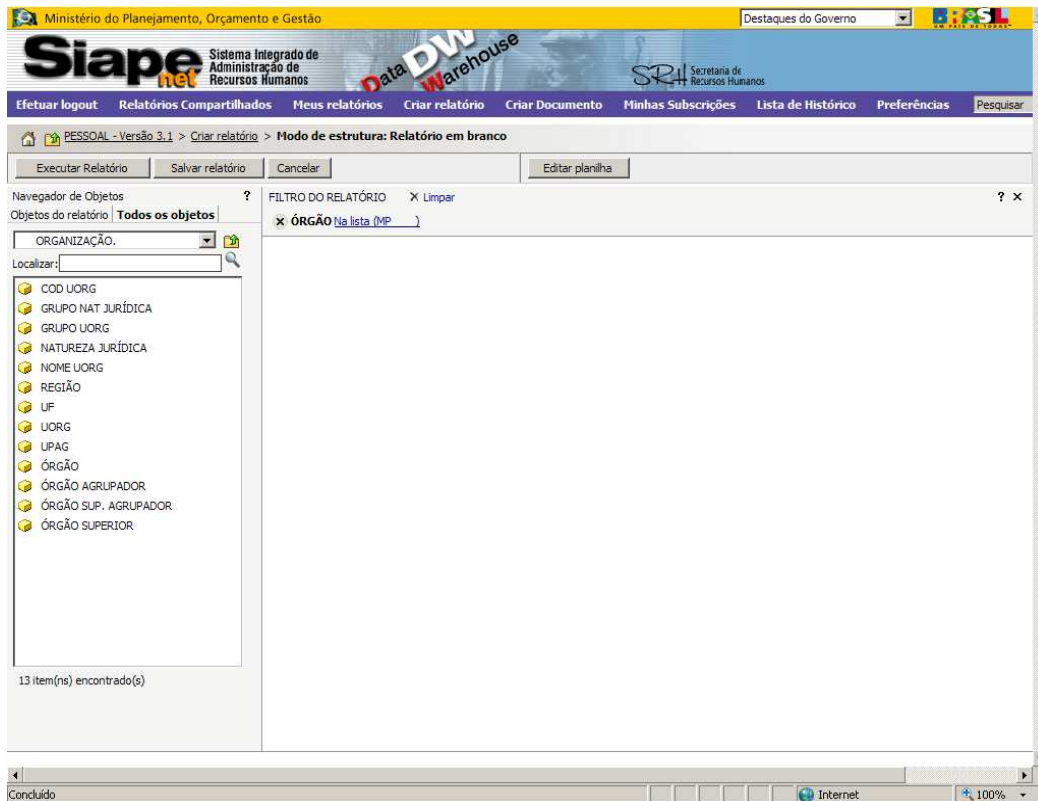 Ministério do Planejamento, Orçamento e Gestão
Destaques do Governo
BRASIL
UM PAÍS DE TODOS
Siape
net
Sistema Integrado de
Administração de
Recursos Humanos
Data Warehouse
DW
SRH Secretaria de
Recursos Humanos
Efetuar logout Relatórios Compartilhados Meus relatórios Criar relatório Criar Documento Minhas Subscrições Lista de Histórico Preferências Pesquisar
PESSOAL - Versão 3.1 > Criar relatório > Modo de estrutura: Relatório em branco
Executar Relatório Salvar relatório Cancelar Editar planilha
Navegador de Objetos ?
Objetos do relatório Todos os objetos
ORGANIZAÇÃO.
Localizar:
COD UORG
GRUPO NAT JURÍDICA
GRUPO UORG
NATUREZA JURÍDICA
NOME UORG
REGIÃO
UF
UORG
UPAG
ÓRGÃO
ÓRGÃO AGRUPADOR
ÓRGÃO SUP. AGRUPADOR
ÓRGÃO SUPERIOR
13 item(ns) encontrado(s)
FILTRO DO RELATÓRIO X Limpar ? X
X ÓRGÃO Na lista (MP )
Concluído Internet 100%